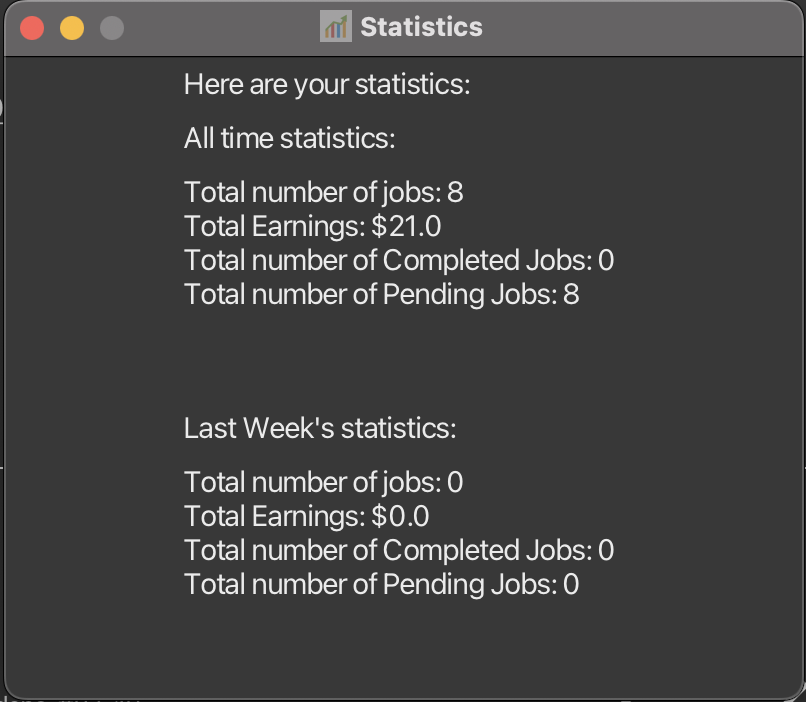 Statistics
Here are your statistics:
All time statistics:
Total number of jobs: 8
Total Earnings: $21.0
Total number of Completed Jobs: 0
Total number of Pending Jobs: 8
Last Week's statistics:
Total number of jobs: 0
Total Earnings: $0.0
Total number of Completed Jobs: 0
Total number of Pending Jobs: 0